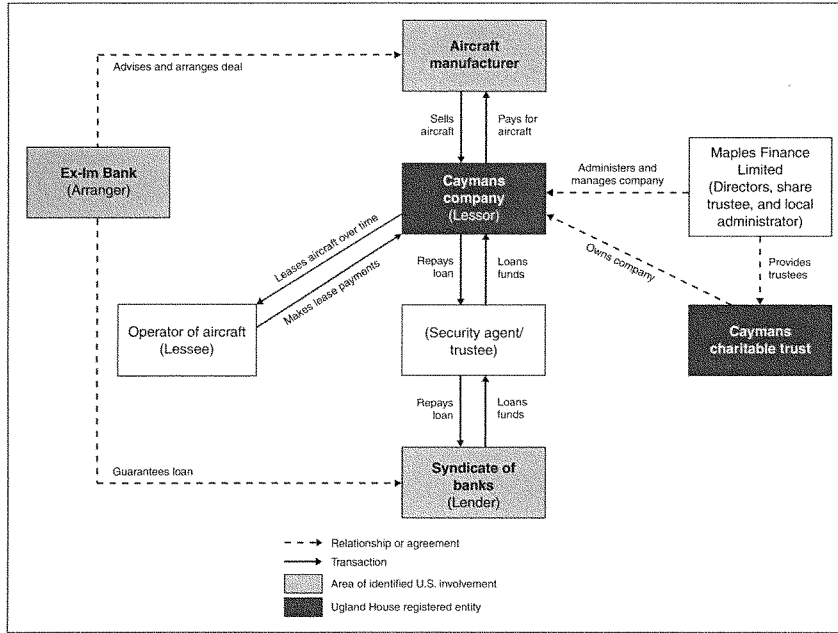 Aircraft
manufacturer
Advises and arranges deal
Sells
aircraft
Pays for
aircraft
Ex-Im Bank
(Arranger)
Maples Finance
Limited
(Directors, share
trustee, and local
administrator)
Administers and
manages company
Caymans
company
(Lessor)
Leases aircraft over time
Makes lease payments
Repays
loan
Loans
funds
Owns company
Provides
trustees
Operator of aircraft
(Lessee)
(Security agent/
trustee)
Caymans
charitable trust
Repays
loan
Loans
funds
Guarantees loan
Syndicate of
banks
(Lender)
Relationship or agreement
Transaction
Area of identified U.S. involvement
Ugland House registered entity